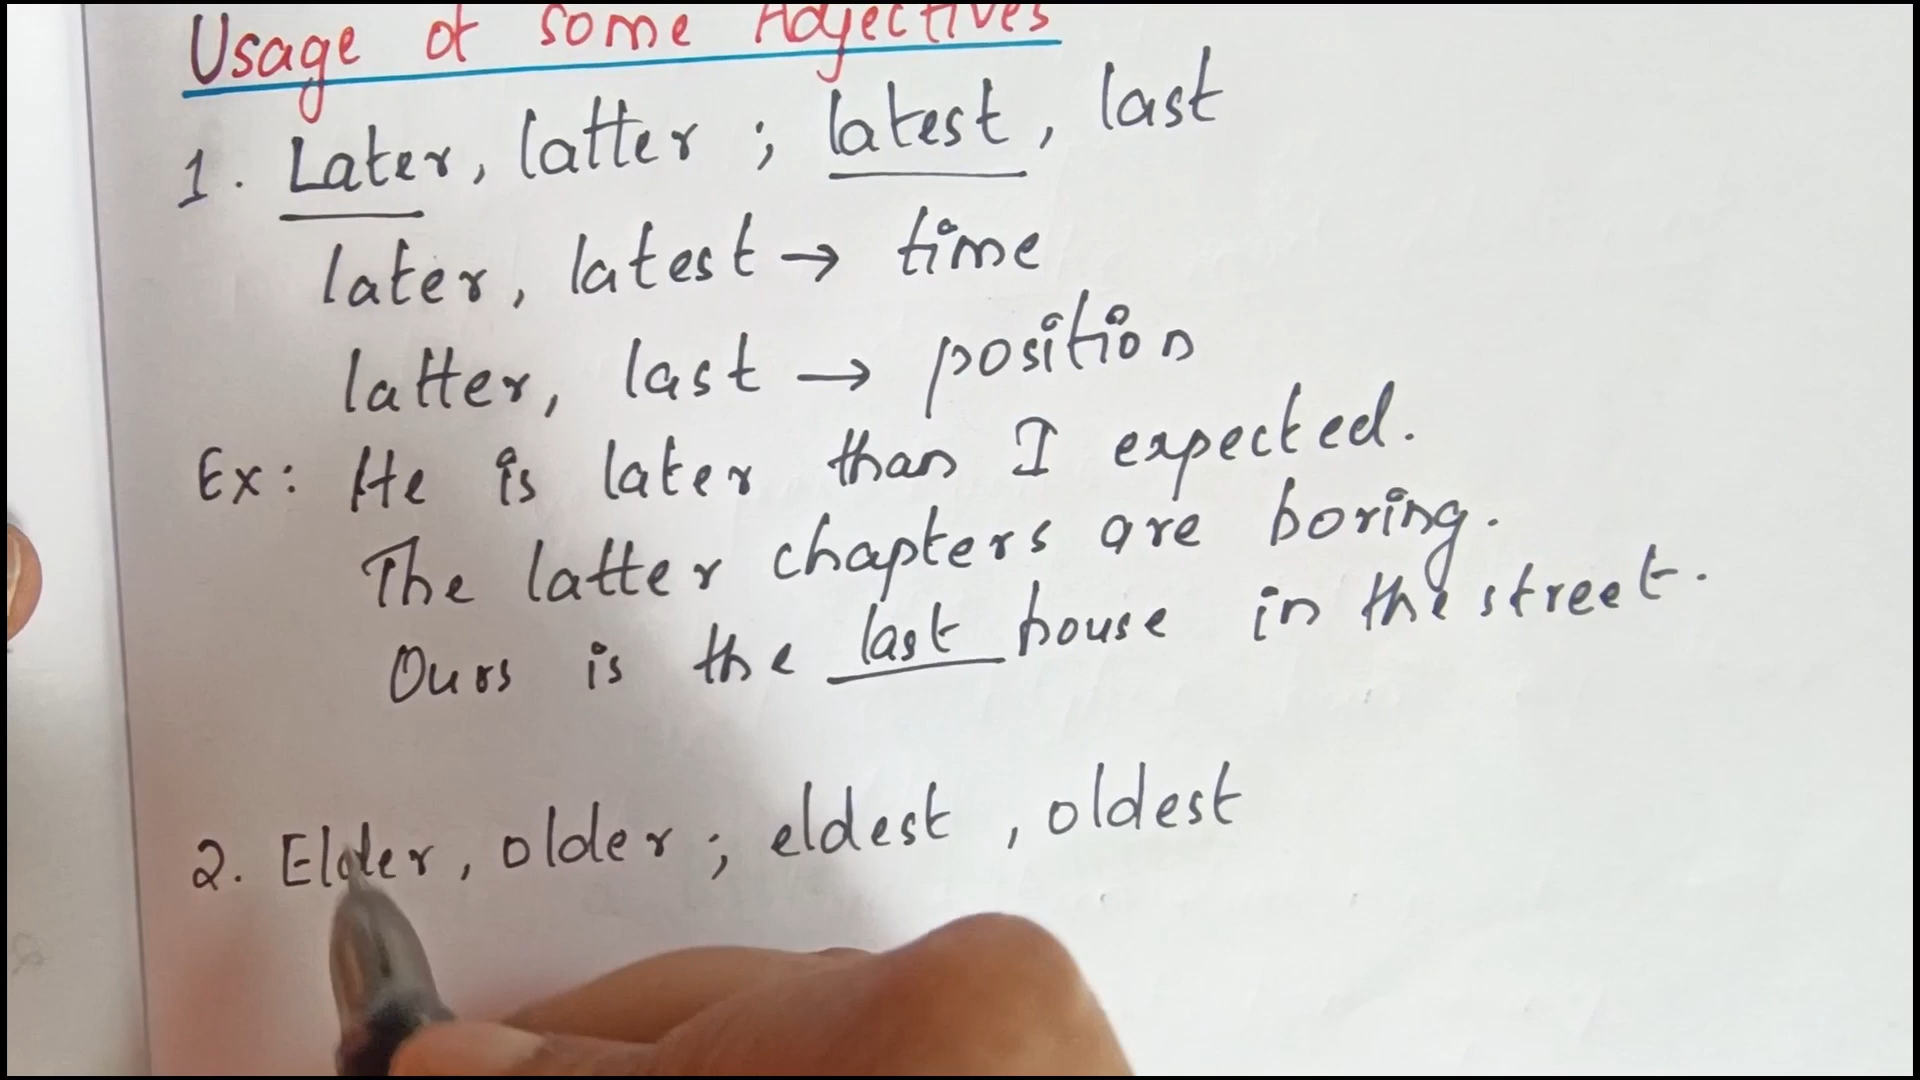 Usage of some Adjectives
1. Later, latter ; latest, last
later, latest → time
latter, last → position
Ex: He is later than I expected.
The latter chapters are boring.
Ours is the last house in the street.
2. Elder, older ; eldest , oldest